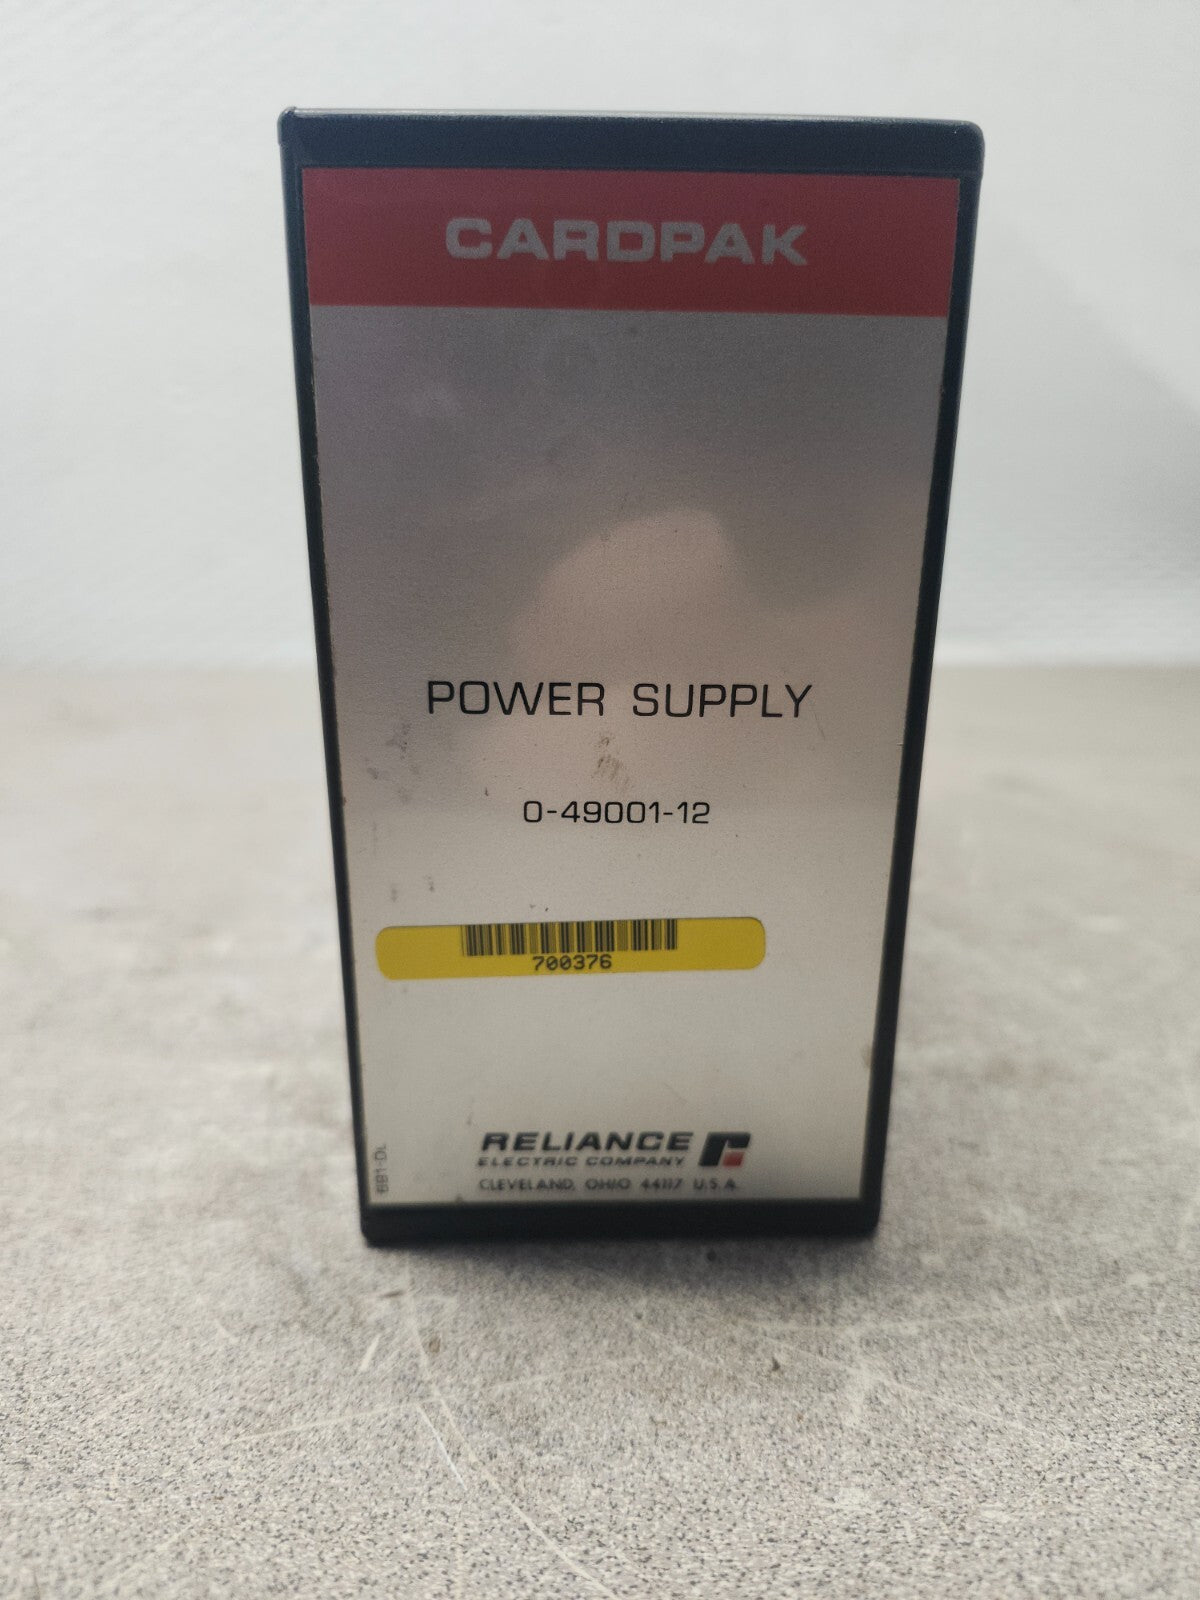 CARDPAK
POWER SUPPLY
0-49001-12
700376
RELIANCE
ELECTRIC COMPANY
CLEVELAND, OHIO 44117 U.S.A.